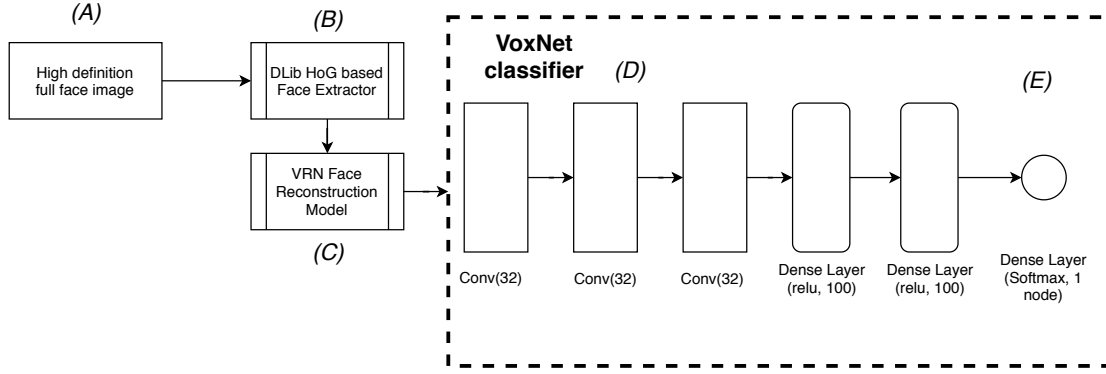 (A)
High definition
full face image
(B)
DLib HoG based
Face Extractor
VRN Face
Reconstruction
Model
(C)
VoxNet
classifier
(D)
(E)
Conv(32)
Conv(32)
Conv(32)
Dense Layer
(relu, 100)
Dense Layer
(relu, 100)
Dense Layer
(Softmax, 1
node)